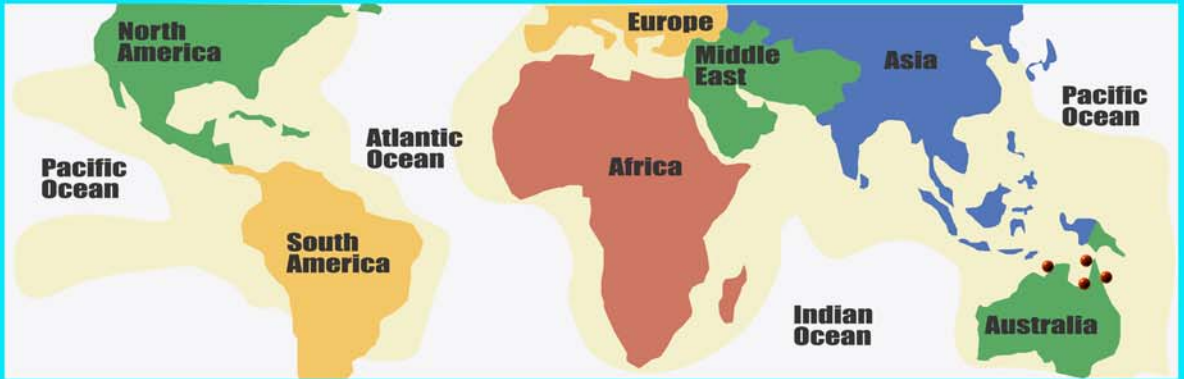 North
America
Europe
Middle
East
Asia
Pacific
Ocean
Atlantic
Ocean
Pacific
Ocean
Africa
South
America
Indian
Ocean
Australia